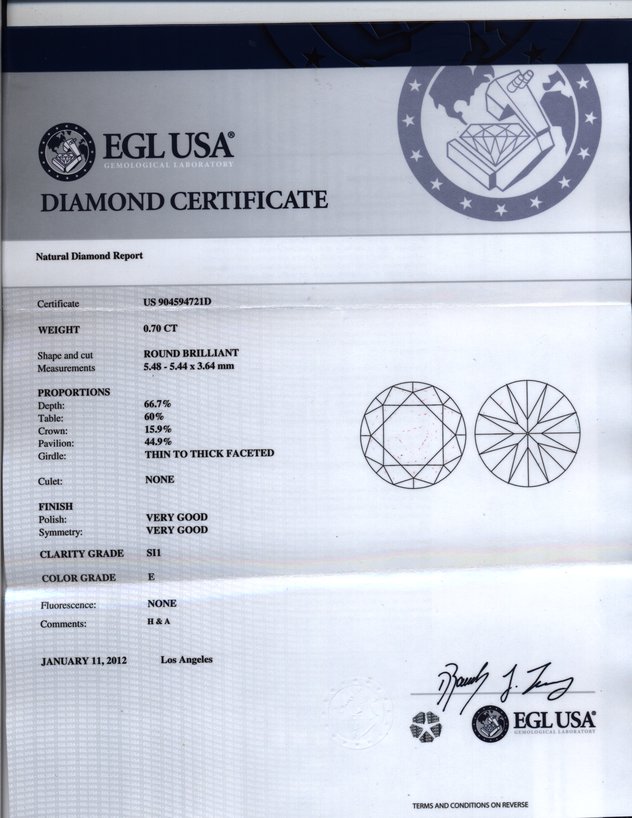 EGL USA®
GEMOLOGICAL LABORATORY
DIAMOND CERTIFICATE
Natural Diamond Report
Certificate US 904594721D
WEIGHT 0.70 CT
Shape and cut ROUND BRILLIANT
Measurements 5.48 - 5.44 x 3.64 mm
PROPORTIONS
Depth: 66.7%
Table: 60%
Crown: 15.9%
Pavilion: 44.9%
Girdle: THIN TO THICK FACETED
Culet: NONE
FINISH
Polish: VERY GOOD
Symmetry: VERY GOOD
CLARITY GRADE SI1
COLOR GRADE E
Fluorescence: NONE
Comments: H & A
JANUARY 11, 2012 Los Angeles
EGL USA®
GEMOLOGICAL LABORATORY
TERMS AND CONDITIONS ON REVERSE